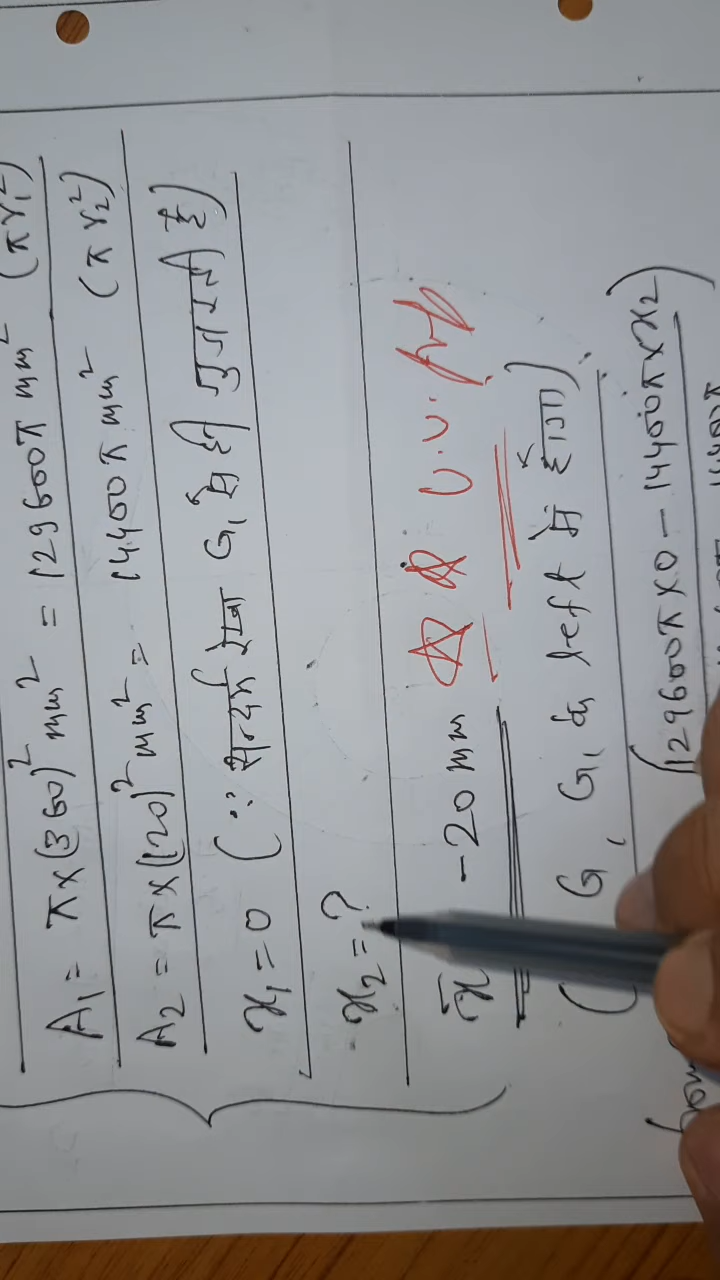 A₁ = π×(360)² mm² = 129600π mm² (πr₁²)
A₂ = π×(120)² mm² = 14400π mm² (πr₂²)
x₁ = 0 (∵ सन्दर्भ रेखा G₁ से ही गुजरती है)
x₂ = ?
x̄ -20 mm ☆☆ V.V.
( G, G₁ के left में होगा)
(129600π×0 - 14400π×x₂)